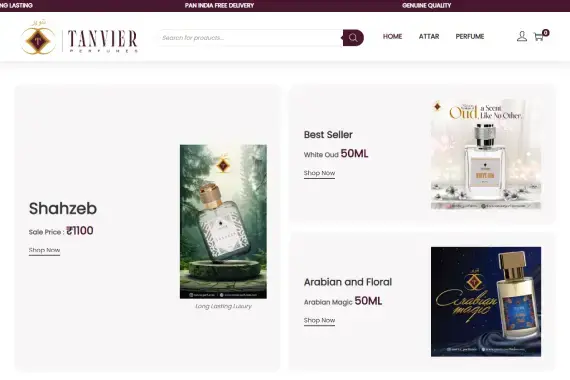 NG LASTING
PAN INDIA FREE DELIVERY
GENUINE QUALITY
TANVIER
PERFUMES
Search for products...
HOME
ATTAR
PERFUME
0
Shahzeb
Sale Price : ₹1100
Shop Now
Long Lasting Luxury
Best Seller
White Oud 50ML
Shop Now
Oud, a Scent
Like No Other.
WHITE OUD
Arabian and Floral
Arabian Magic 50ML
Shop Now
Arabian
magic